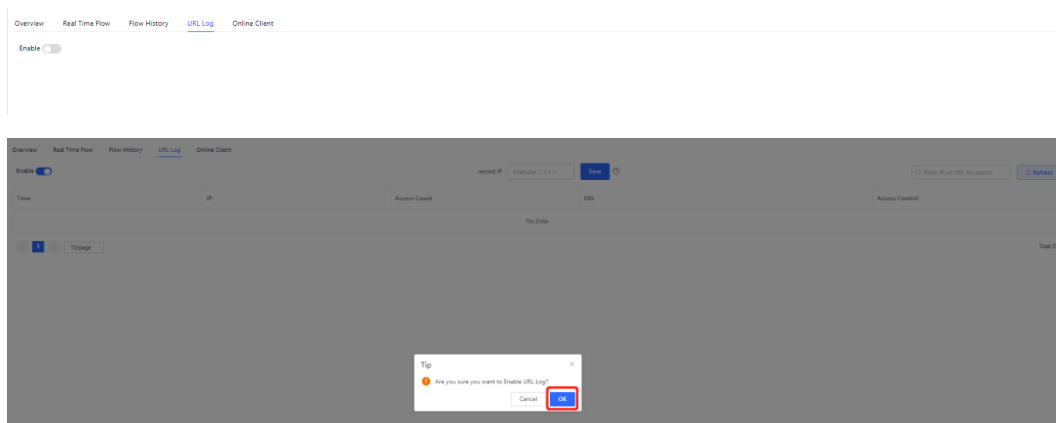 Overview Real Time Flow Flow History URL Log Online Client
Enable
Overview Real Time Flow Flow History URL Log Online Client
Enable record IP Example: 1.1.1.1 Save Enter IP or URL for search Refresh
Time IP Access Count URL Access Control
No Data
1 10/page Total 0
Tip
Are you sure you want to Enable URL Log?
Cancel OK